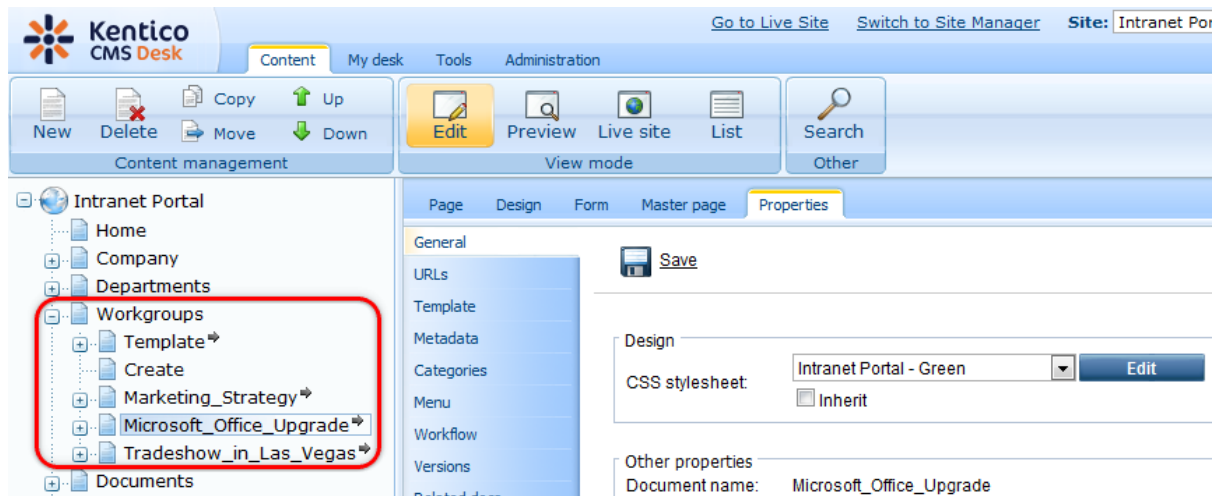 Kentico
CMS Desk
Go to Live Site Switch to Site Manager Site: Intranet Por
Content My desk Tools Administration
New Delete Copy Move Up Down
Content management
Edit Preview Live site List
View mode
Search
Other
Intranet Portal
Home
Company
Departments
Workgroups
Template
Create
Marketing_Strategy
Microsoft_Office_Upgrade
Tradeshow_in_Las_Vegas
Documents
Page Design Form Master page Properties
General
URLs
Template
Metadata
Categories
Menu
Workflow
Versions
Related docs
Save
Design
CSS stylesheet: Intranet Portal - Green Edit
Inherit
Other properties
Document name: Microsoft_Office_Upgrade